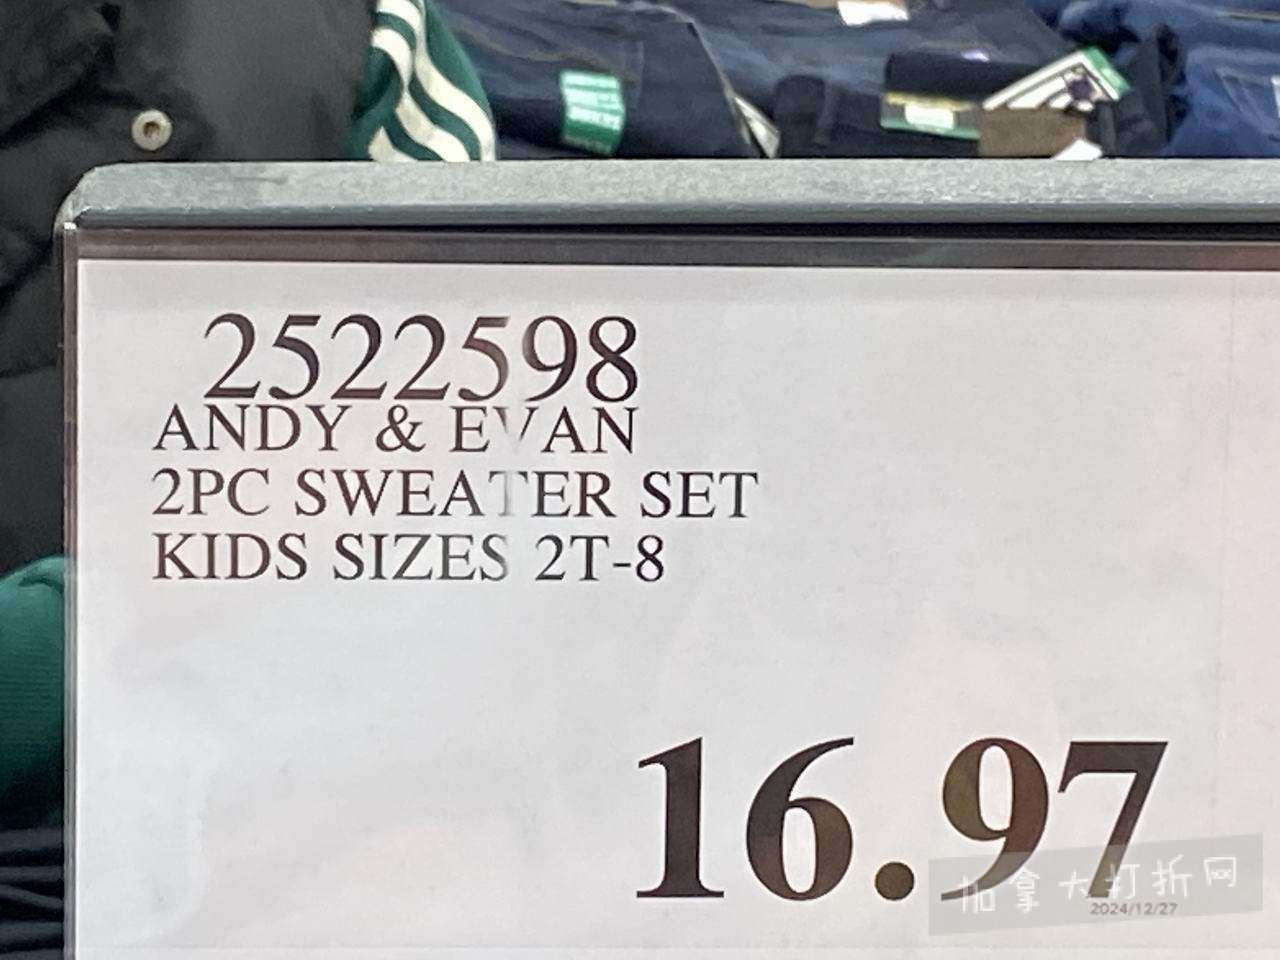 2522598
ANDY & EVAN
2PC SWEATER SET
KIDS SIZES 2T-8
16.97
加拿大打折网
2024/12/27